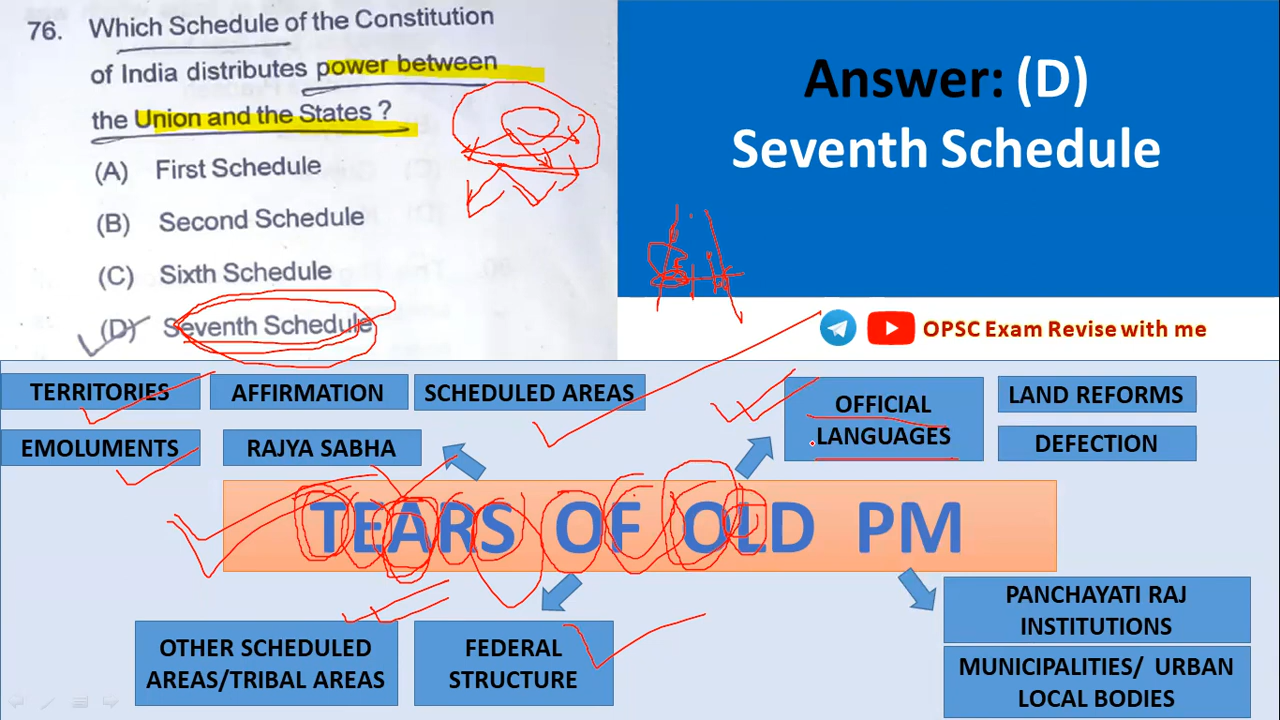 76. Which Schedule of the Constitution
of India distributes power between
the Union and the States ?
(A) First Schedule
(B) Second Schedule
(C) Sixth Schedule
(D) Seventh Schedule
Answer: (D)
Seventh Schedule
OPSC Exam Revise with me
TERRITORIES
AFFIRMATION
SCHEDULED AREAS
OFFICIAL
LANGUAGES
LAND REFORMS
EMOLUMENTS
RAJYA SABHA
DEFECTION
TEARS OF OLD PM
OTHER SCHEDULED
AREAS/TRIBAL AREAS
FEDERAL
STRUCTURE
PANCHAYATI RAJ
INSTITUTIONS
MUNICIPALITIES/ URBAN
LOCAL BODIES